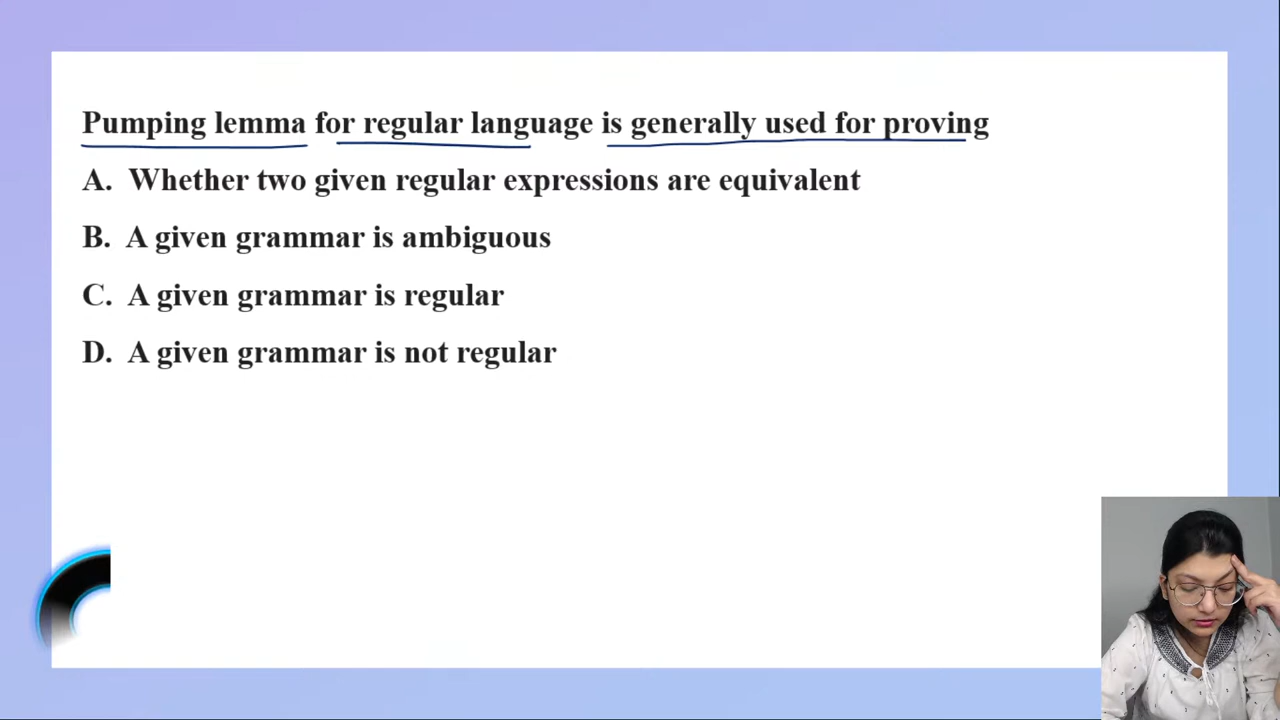 Pumping lemma for regular language is generally used for proving
A. Whether two given regular expressions are equivalent
B. A given grammar is ambiguous
C. A given grammar is regular
D. A given grammar is not regular